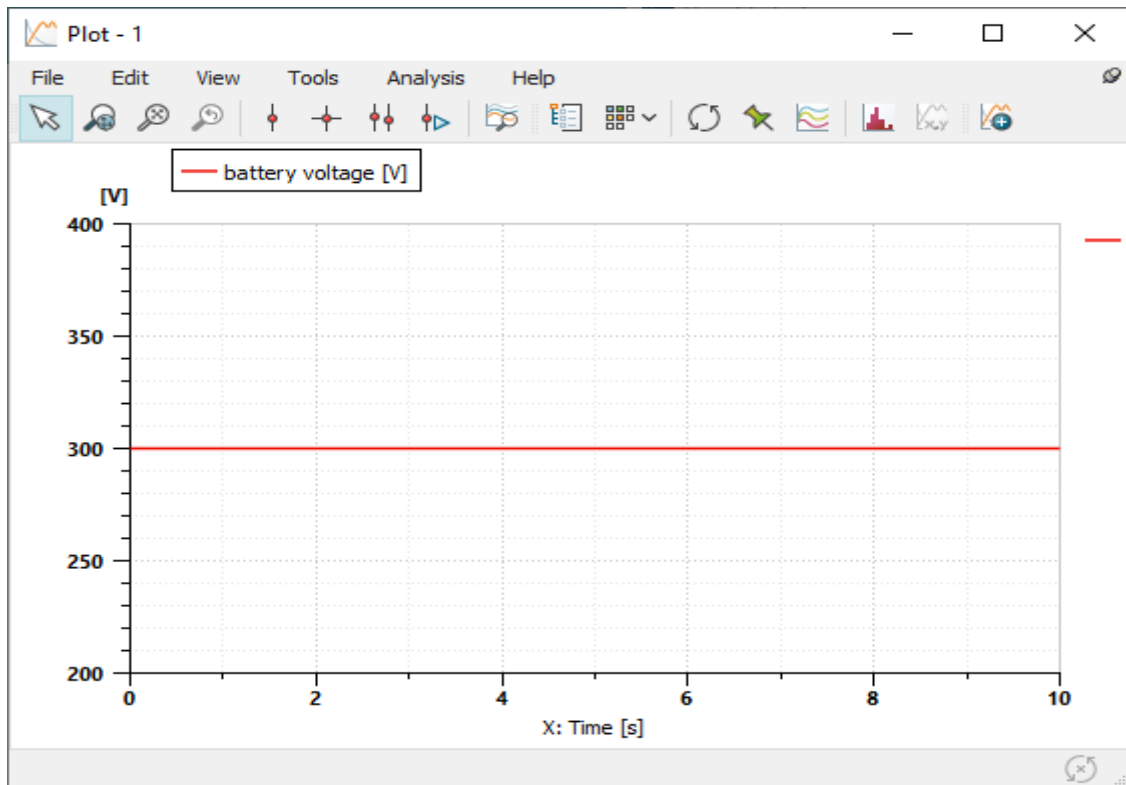 Plot - 1
File Edit View Tools Analysis Help
battery voltage [V]
[V]
400
350
300
250
200
0 2 4 6 8 10
X: Time [s]